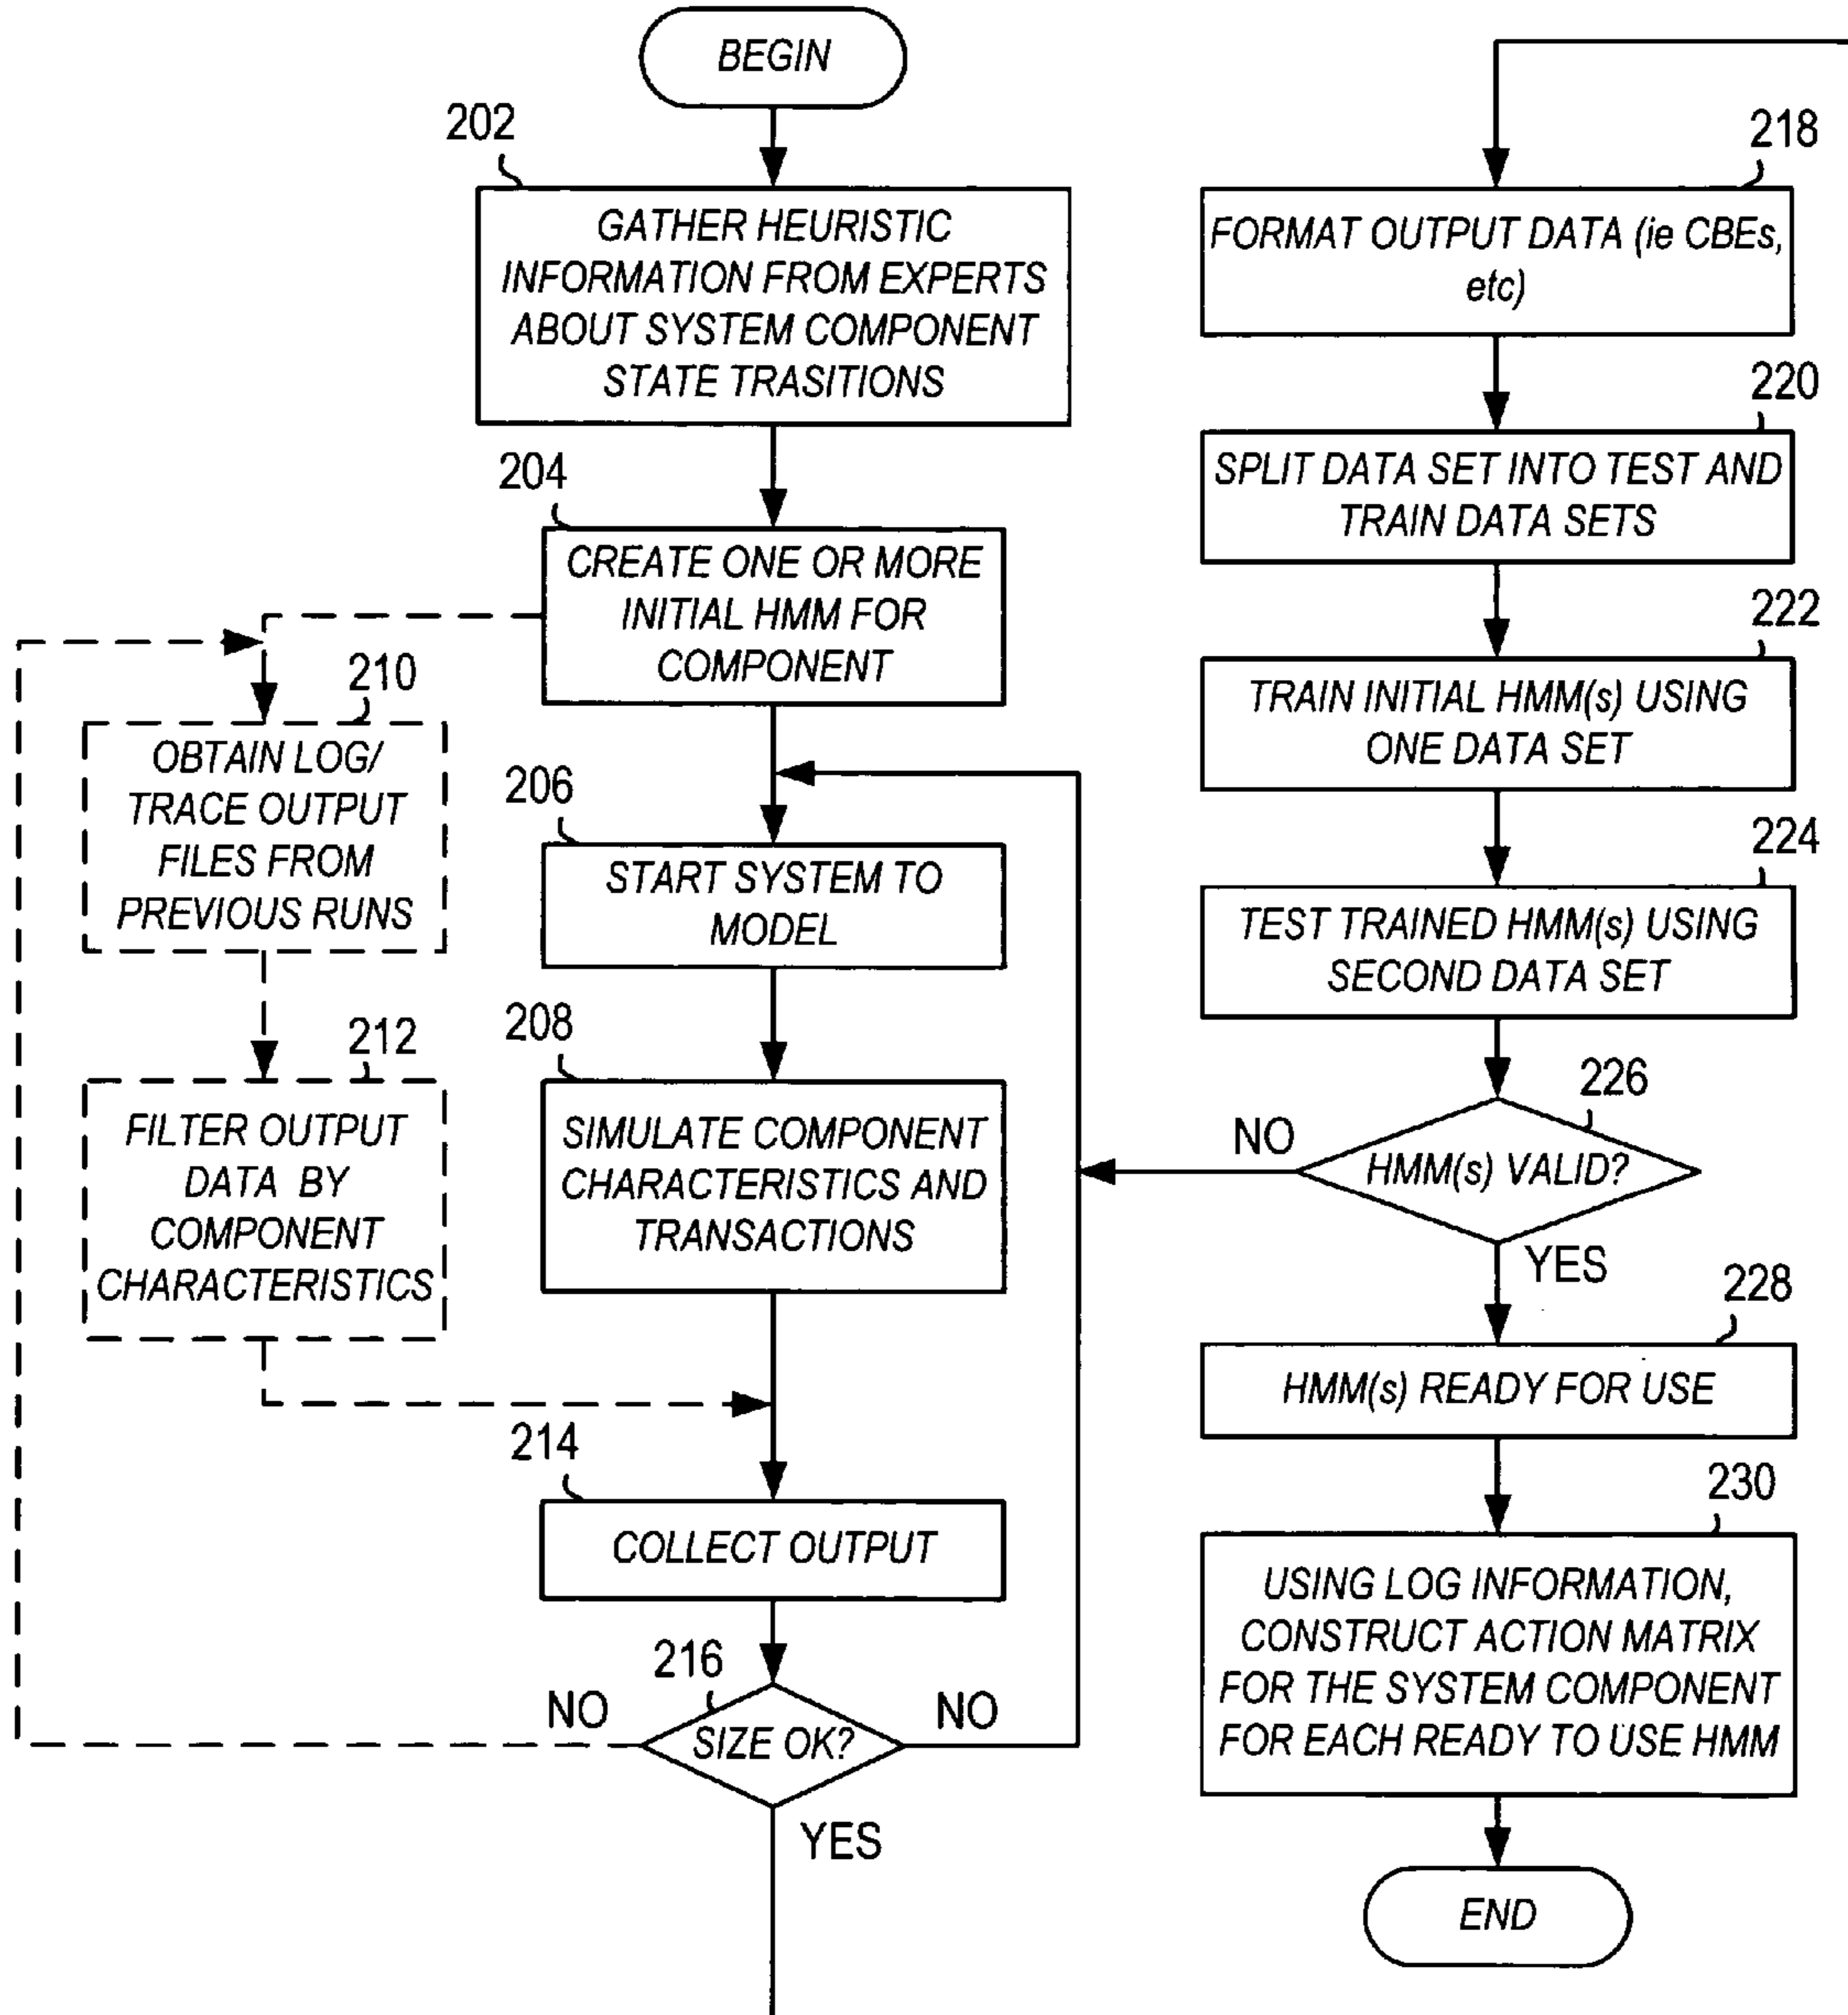 BEGIN
202
GATHER HEURISTIC
INFORMATION FROM EXPERTS
ABOUT SYSTEM COMPONENT
STATE TRASITIONS
204
CREATE ONE OR MORE
INITIAL HMM FOR
COMPONENT
210
OBTAIN LOG/
TRACE OUTPUT
FILES FROM
PREVIOUS RUNS
206
START SYSTEM TO
MODEL
212
FILTER OUTPUT
DATA BY
COMPONENT
CHARACTERISTICS
208
SIMULATE COMPONENT
CHARACTERISTICS AND
TRANSACTIONS
214
COLLECT OUTPUT
216
NO
SIZE OK?
NO
YES
218
FORMAT OUTPUT DATA (ie CBEs,
etc)
220
SPLIT DATA SET INTO TEST AND
TRAIN DATA SETS
222
TRAIN INITIAL HMM(s) USING
ONE DATA SET
224
TEST TRAINED HMM(s) USING
SECOND DATA SET
226
NO
HMM(s) VALID?
YES
228
HMM(s) READY FOR USE
230
USING LOG INFORMATION,
CONSTRUCT ACTION MATRIX
FOR THE SYSTEM COMPONENT
FOR EACH READY TO USE HMM
END